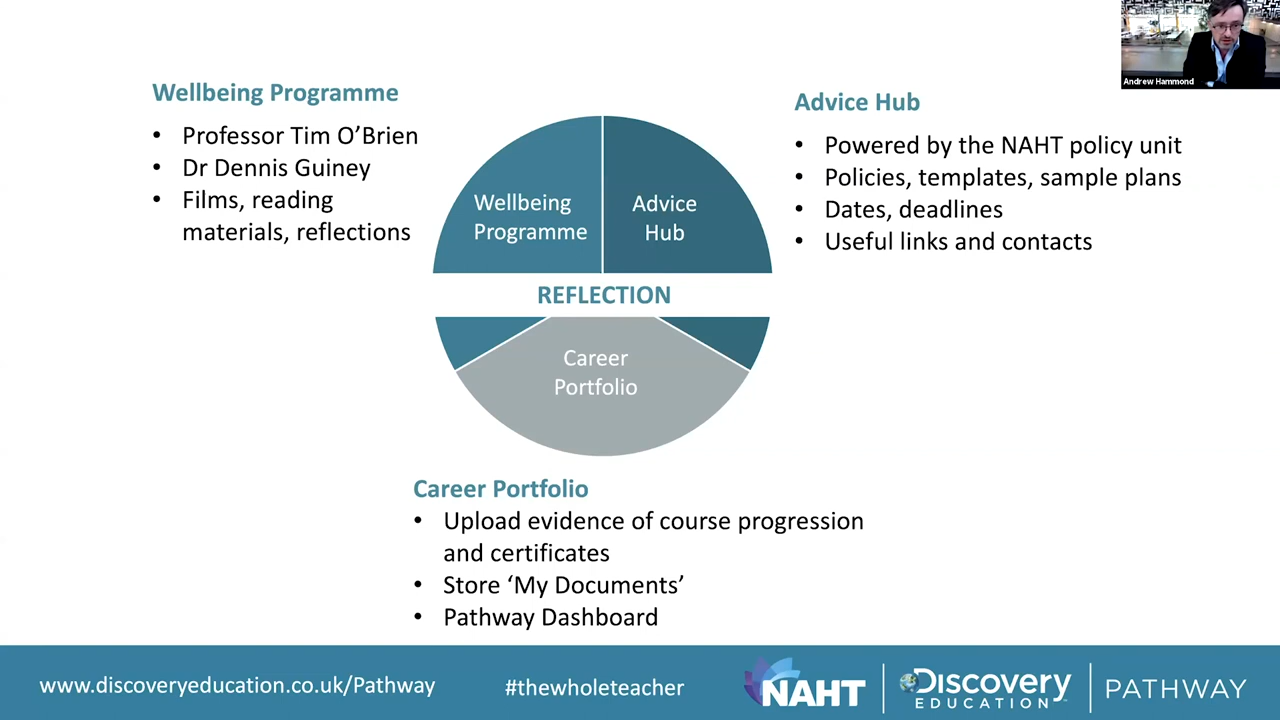 Andrew Hammond
Wellbeing Programme
• Professor Tim O’Brien
• Dr Dennis Guiney
• Films, reading
materials, reflections
Advice Hub
• Powered by the NAHT policy unit
• Policies, templates, sample plans
• Dates, deadlines
• Useful links and contacts
Wellbeing
Programme
Advice
Hub
REFLECTION
Career
Portfolio
Career Portfolio
• Upload evidence of course progression
and certificates
• Store ‘My Documents’
• Pathway Dashboard
www.discoveryeducation.co.uk/Pathway
#thewholeteacher
NAHT
Discovery
EDUCATION
PATHWAY